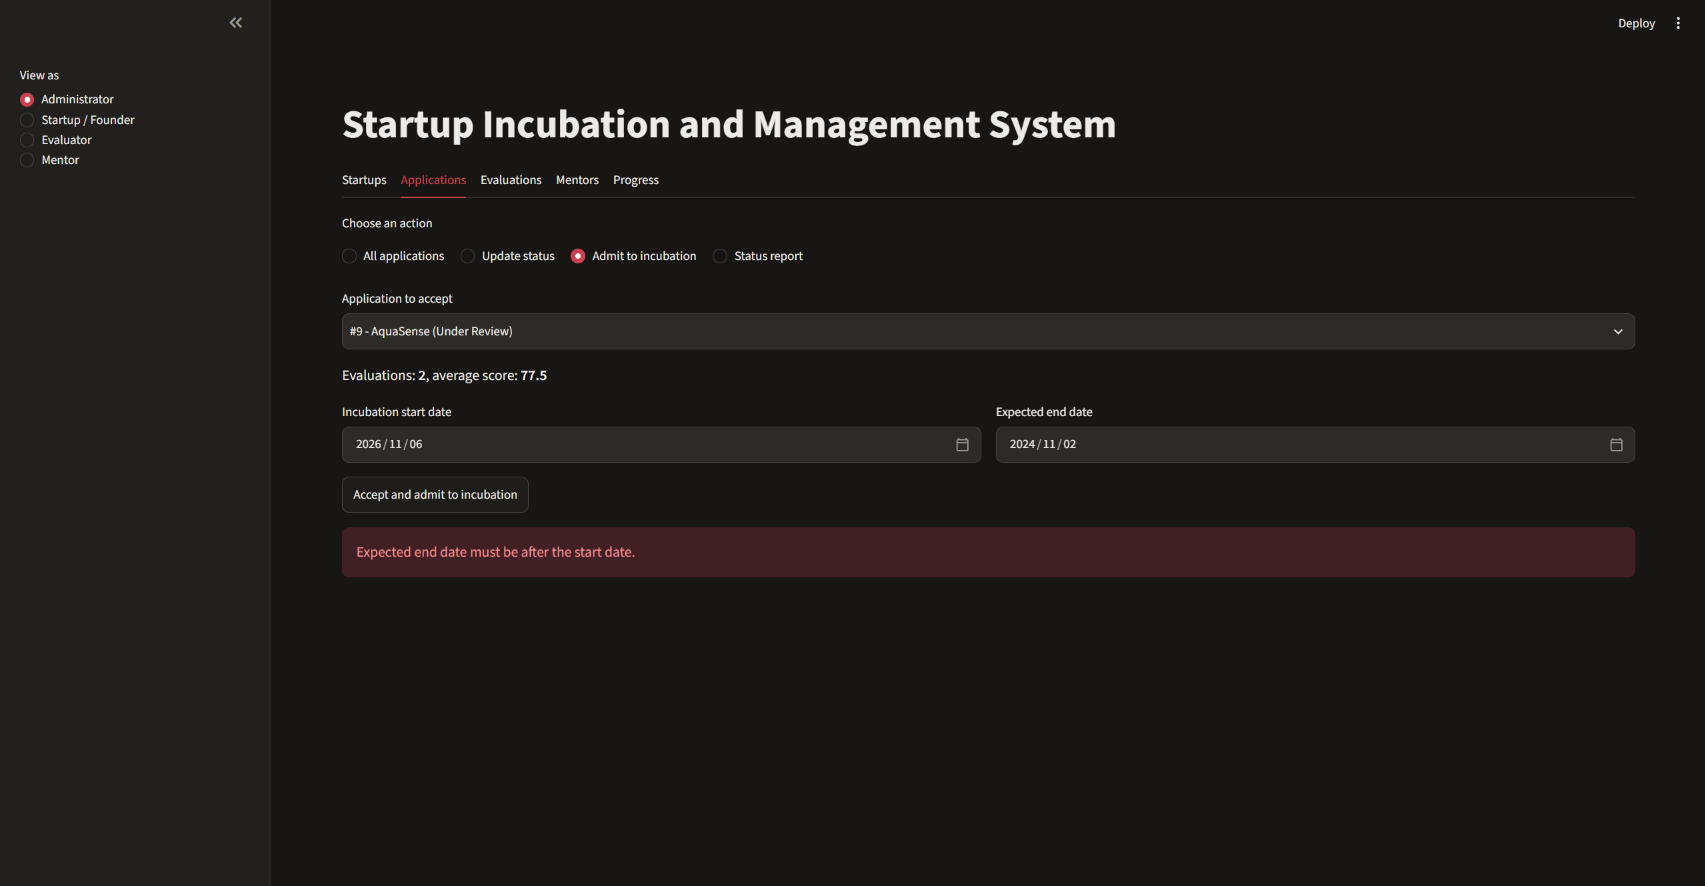 Deploy
View as
Administrator
Startup / Founder
Evaluator
Mentor
Startup Incubation and Management System
Startups Applications Evaluations Mentors Progress
Choose an action
All applications Update status Admit to incubation Status report
Application to accept
#9 - AquaSense (Under Review)
Evaluations: 2, average score: 77.5
Incubation start date Expected end date
2026/11/06 2024/11/02
Accept and admit to incubation
Expected end date must be after the start date.